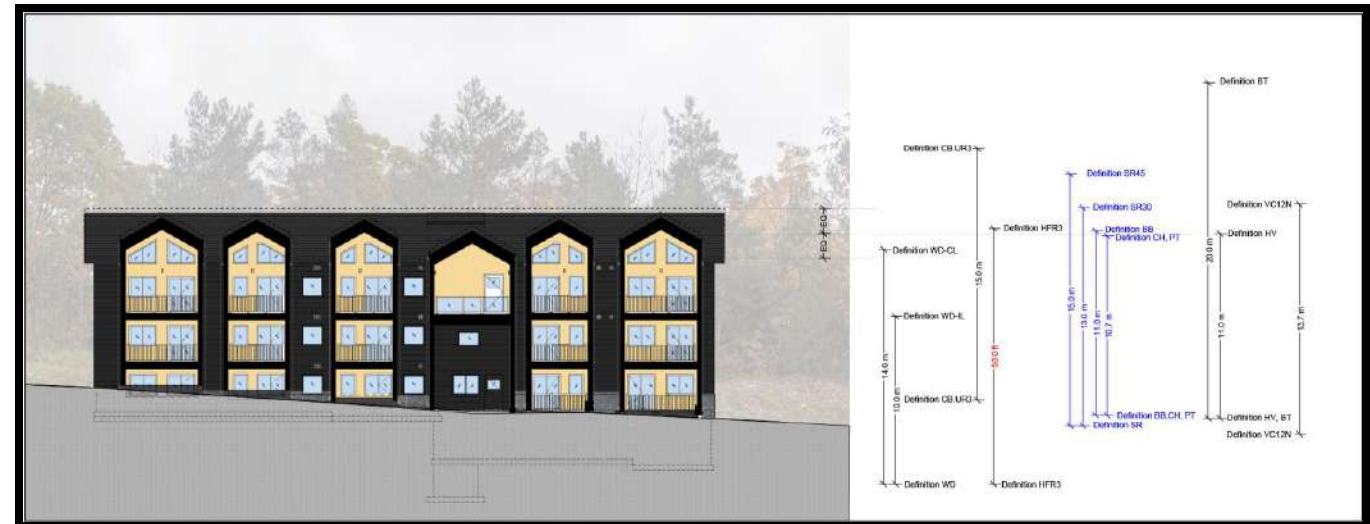 Definition BT
Definition CB.UR3
Definition SR45
Definition SR30
Definition VC12N
EQ
EQ
Definition HFR3
Definition BB
Definition CH, PT
Definition HV
Definition WD-CL
20.0 m
15.0 m
15.0 m
13.0 m
11.0 m
10.7 m
11.0 m
13.7 m
Definition WD-IL
50.0 ft
14.0 m
10.0 m
Definition CB.UR3
Definition BB,CH, PT
Definition SR
Definition HV, BT
Definition VC12N
Definition WD
Definition HFR3